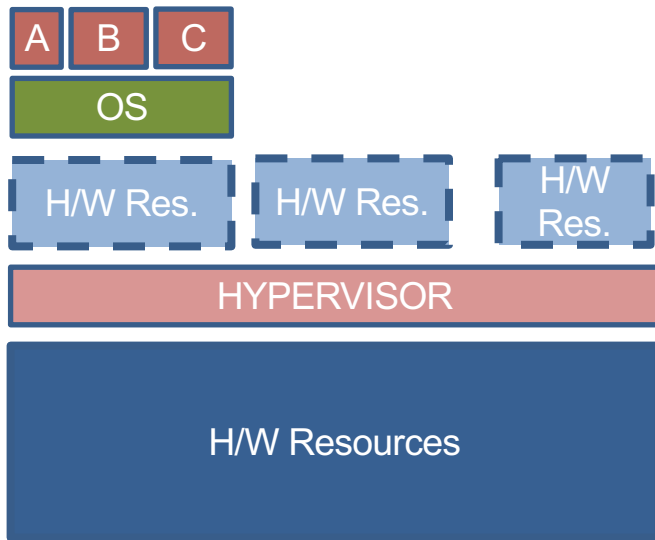 A B C
OS
H/W Res. H/W Res. H/W
Res.
HYPERVISOR
H/W Resources